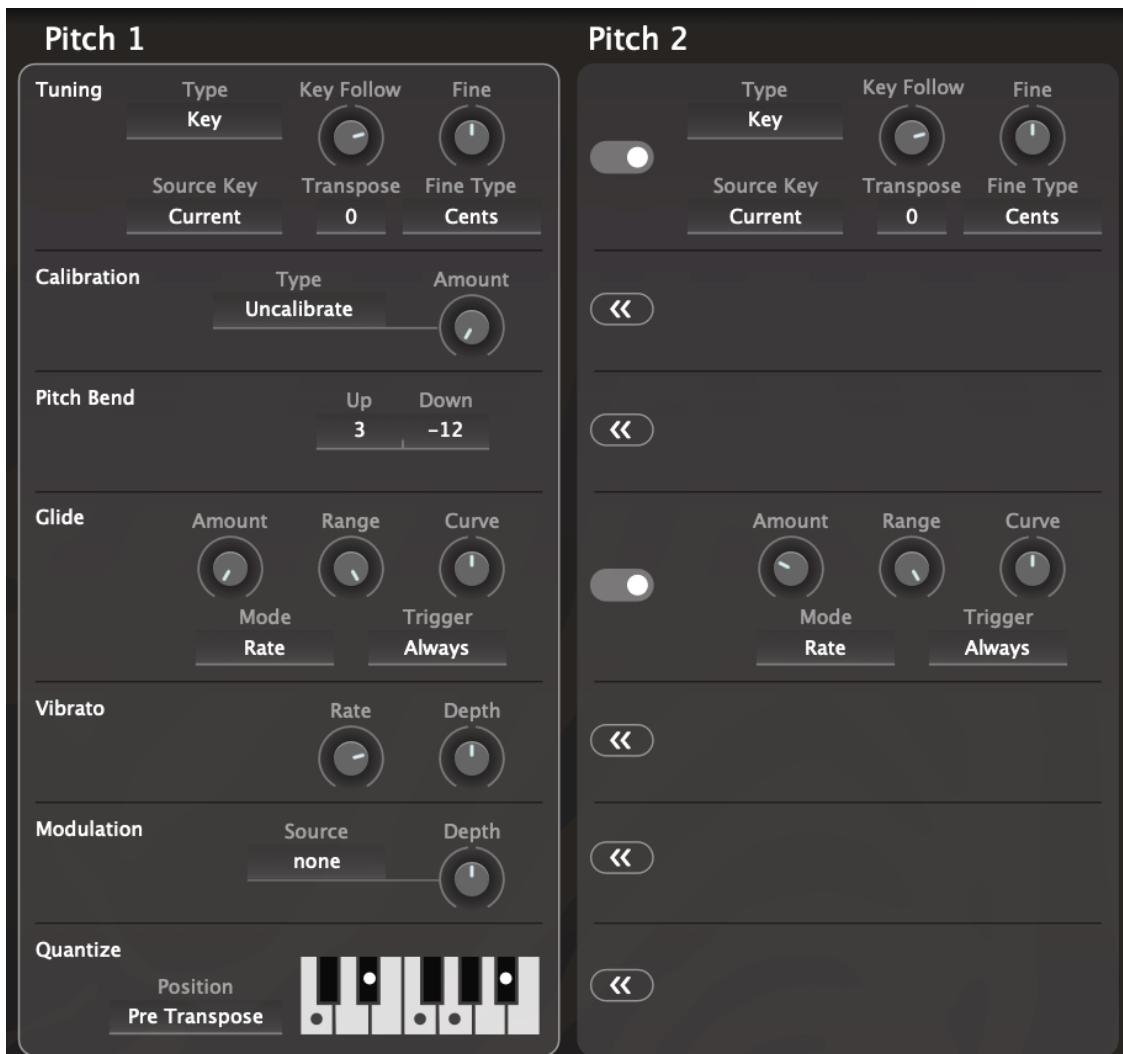 Pitch 1
Pitch 2
Tuning
Type
Key Follow
Fine
Key
Source Key
Transpose
Fine Type
Current
0
Cents
Type
Key Follow
Fine
Key
Source Key
Transpose
Fine Type
Current
0
Cents
Calibration
Type
Amount
Uncalibrate
Pitch Bend
Up
Down
3
-12
Glide
Amount
Range
Curve
Mode
Trigger
Rate
Always
Amount
Range
Curve
Mode
Trigger
Rate
Always
Vibrato
Rate
Depth
Modulation
Source
Depth
none
Quantize
Position
Pre Transpose